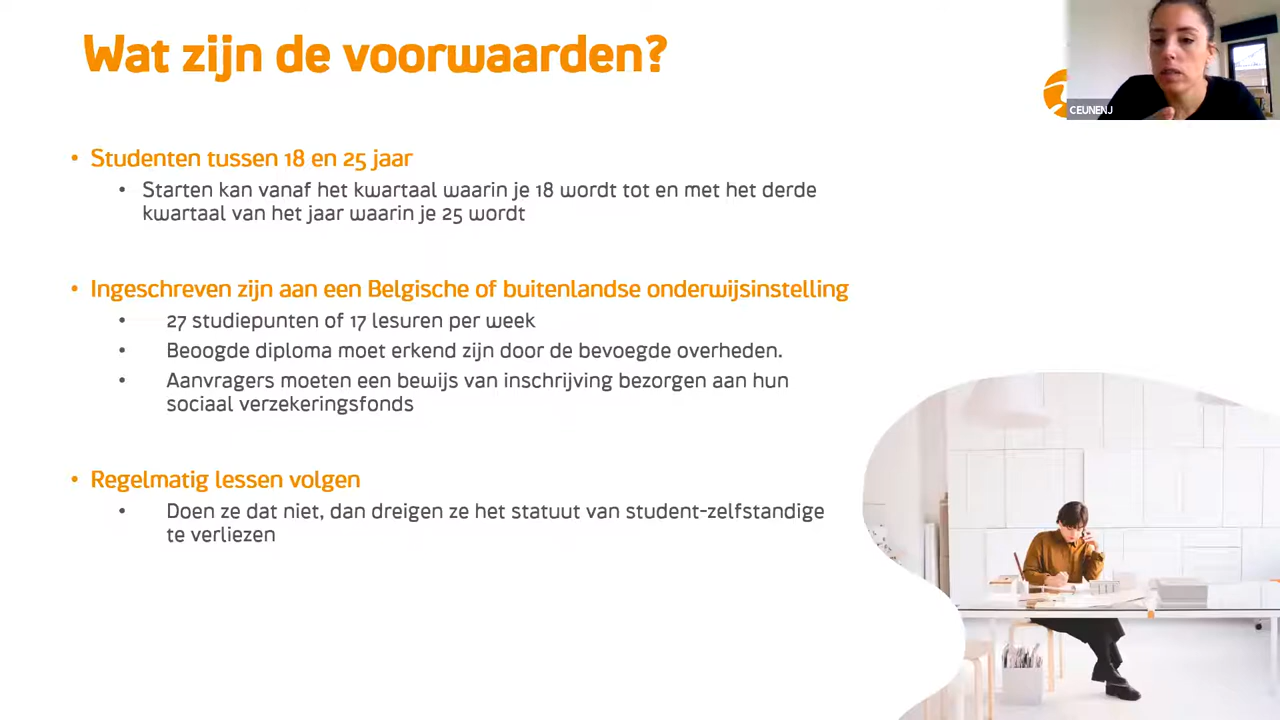 Wat zijn de voorwaarden?
CEUNENJ
• Studenten tussen 18 en 25 jaar
• Starten kan vanaf het kwartaal waarin je 18 wordt tot en met het derde
kwartaal van het jaar waarin je 25 wordt
• Ingeschreven zijn aan een Belgische of buitenlandse onderwijsinstelling
• 27 studiepunten of 17 lesuren per week
• Beoogde diploma moet erkend zijn door de bevoegde overheden.
• Aanvragers moeten een bewijs van inschrijving bezorgen aan hun
sociaal verzekeringsfonds
• Regelmatig lessen volgen
• Doen ze dat niet, dan dreigen ze het statuut van student-zelfstandige
te verliezen